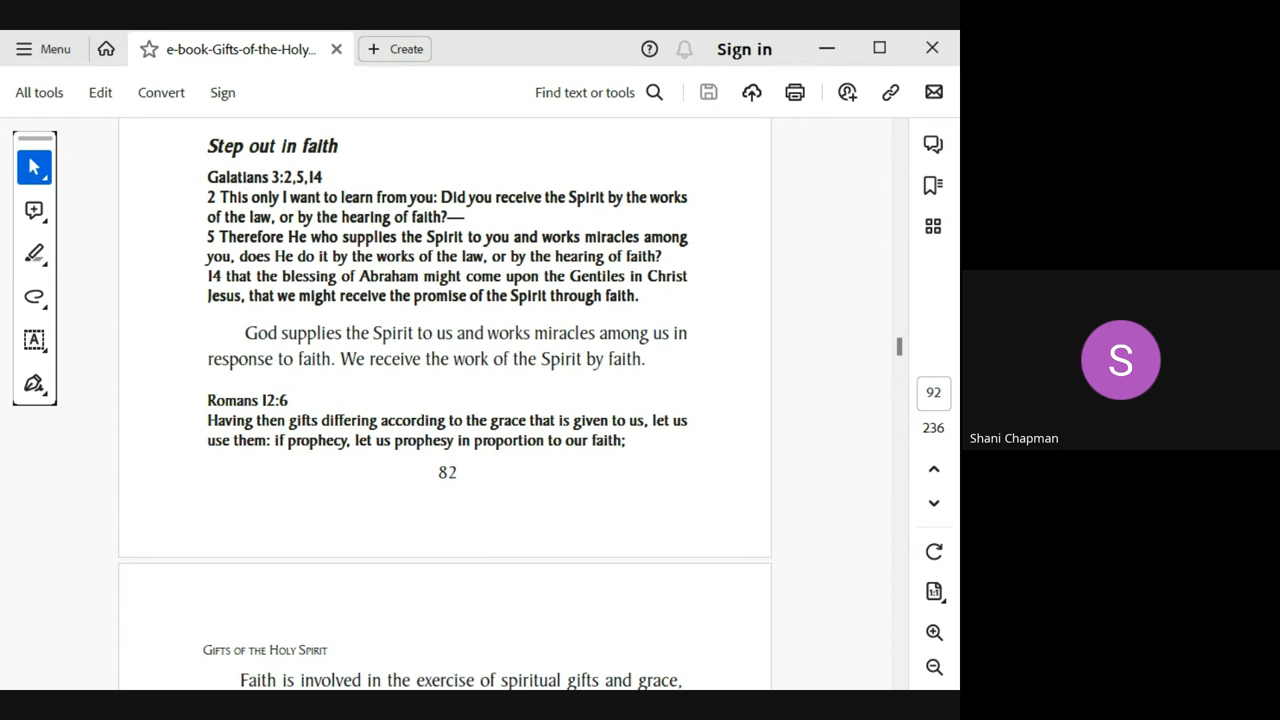 Menu
e-book-Gifts-of-the-Holy...
Create
Sign in
All tools
Edit
Convert
Sign
Find text or tools
Step out in faith
Galatians 3:2,5,14
2 This only I want to learn from you: Did you receive the Spirit by the works
of the law, or by the hearing of faith?—
5 Therefore He who supplies the Spirit to you and works miracles among
you, does He do it by the works of the law, or by the hearing of faith?
14 that the blessing of Abraham might come upon the Gentiles in Christ
Jesus, that we might receive the promise of the Spirit through faith.
God supplies the Spirit to us and works miracles among us in
response to faith. We receive the work of the Spirit by faith.
Romans 12:6
Having then gifts differing according to the grace that is given to us, let us
use them: if prophecy, let us prophesy in proportion to our faith;
82
GIFTS OF THE HOLY SPIRIT
Faith is involved in the exercise of spiritual gifts and grace,
92
236
1:1
S
Shani Chapman